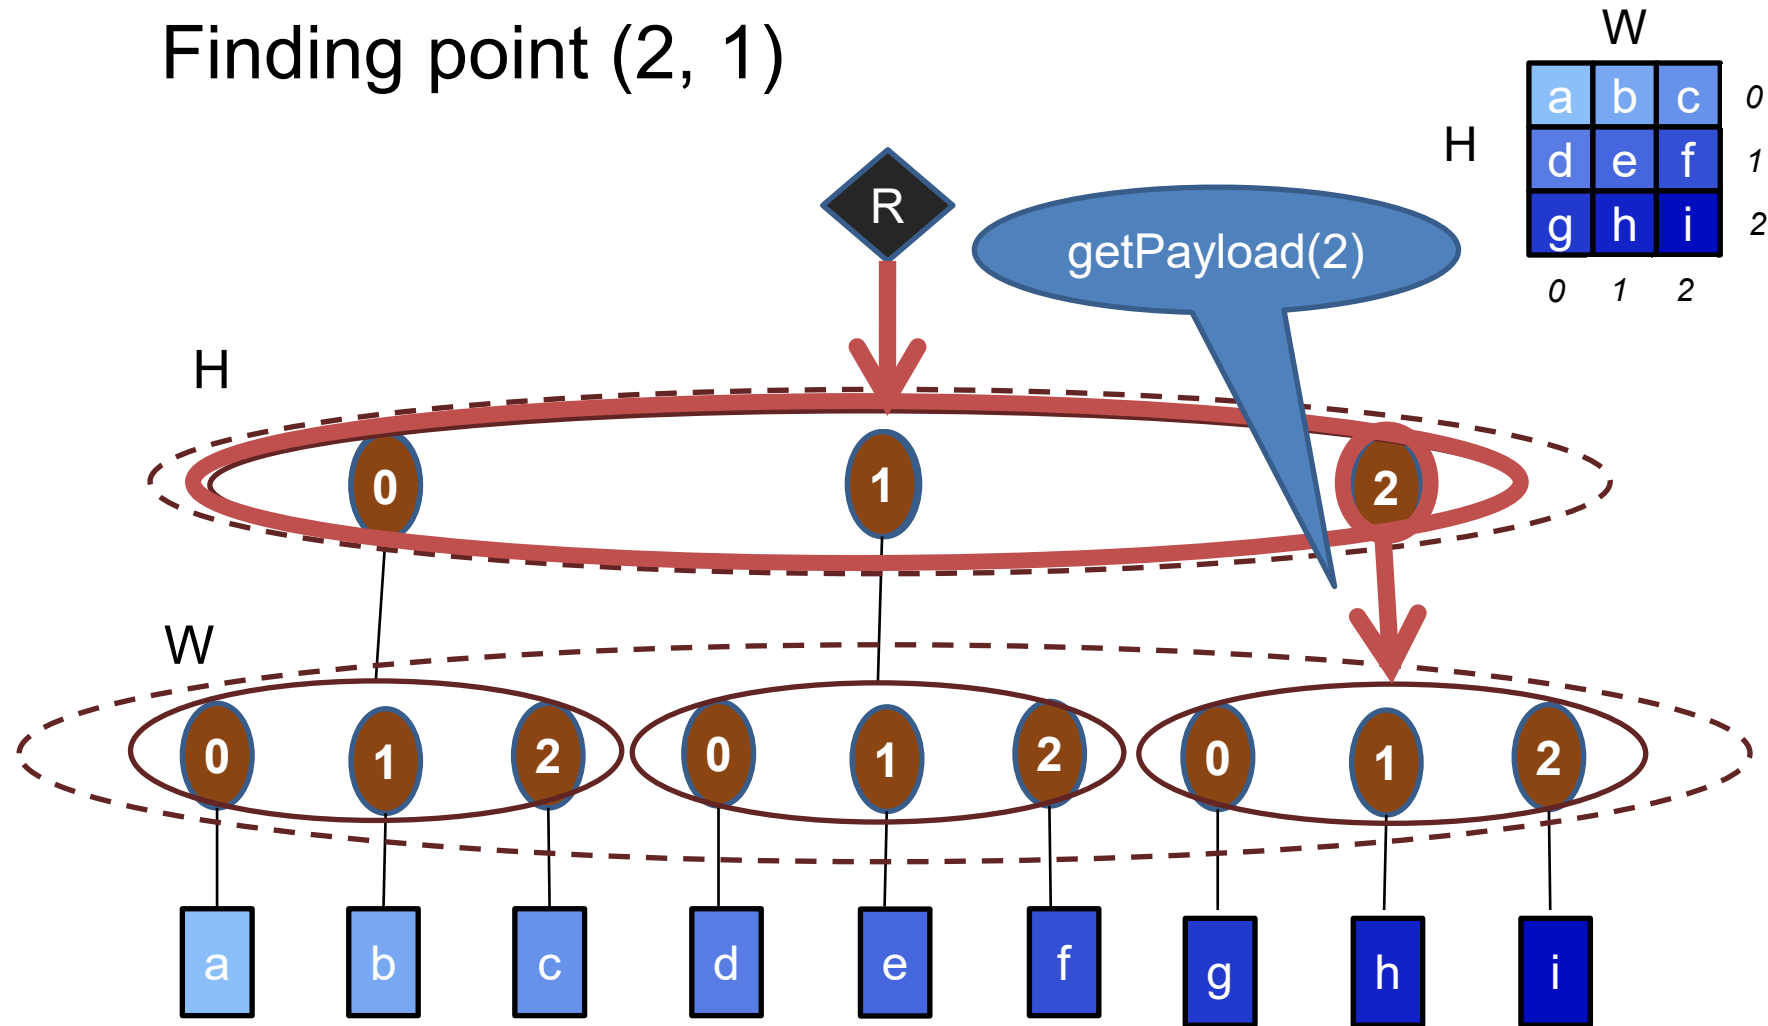 Finding point (2, 1)
W
a b c 0
H
d e f 1
g h i 2
0 1 2
R
getPayload(2)
H
0 1 2
W
0 1 2 0 1 2 0 1 2
a b c d e f g h i